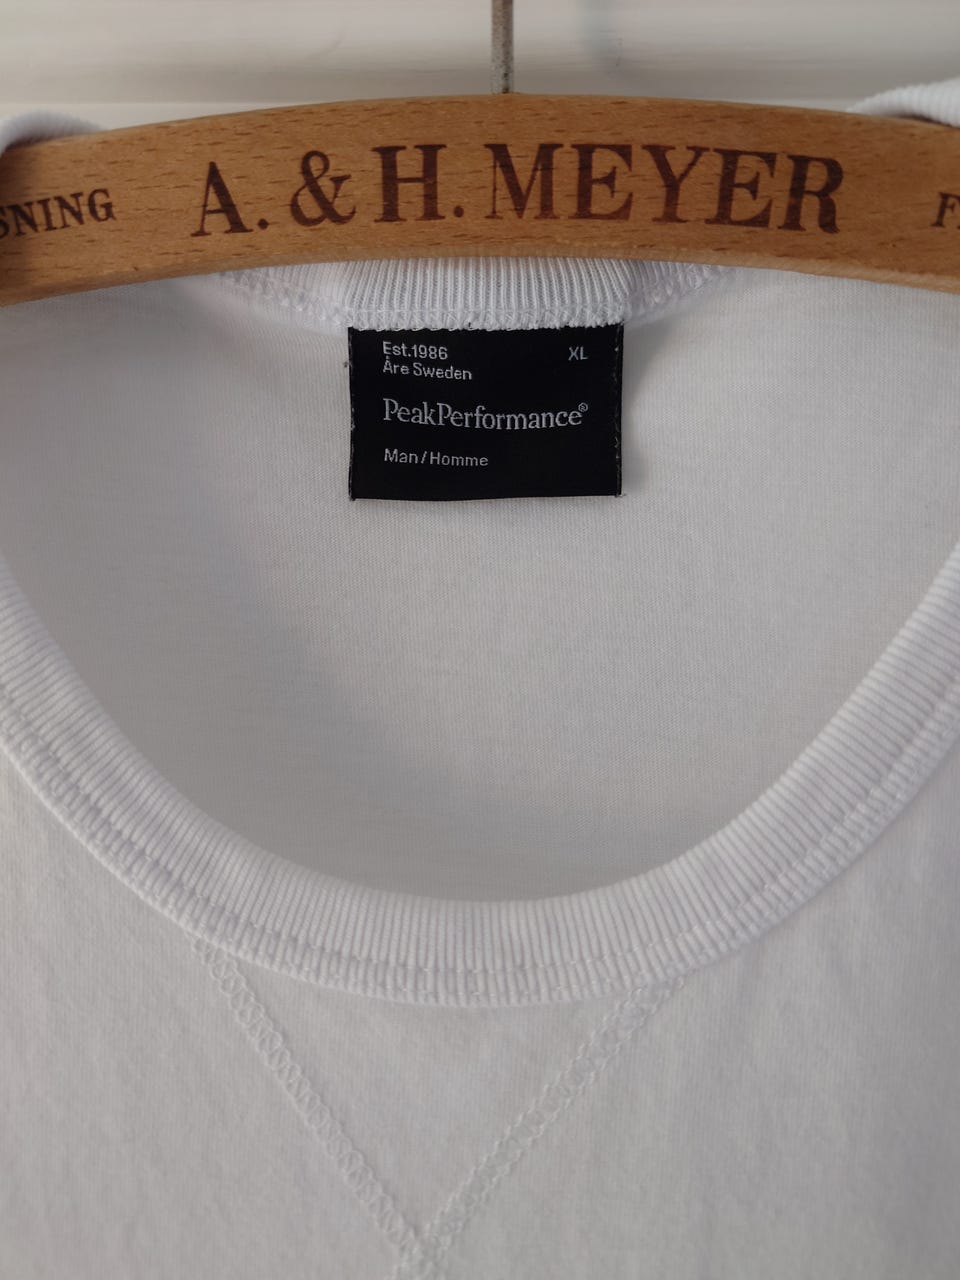 SNING A. & H. MEYER F
Est.1986 XL
Åre Sweden
PeakPerformance®
Man/Homme